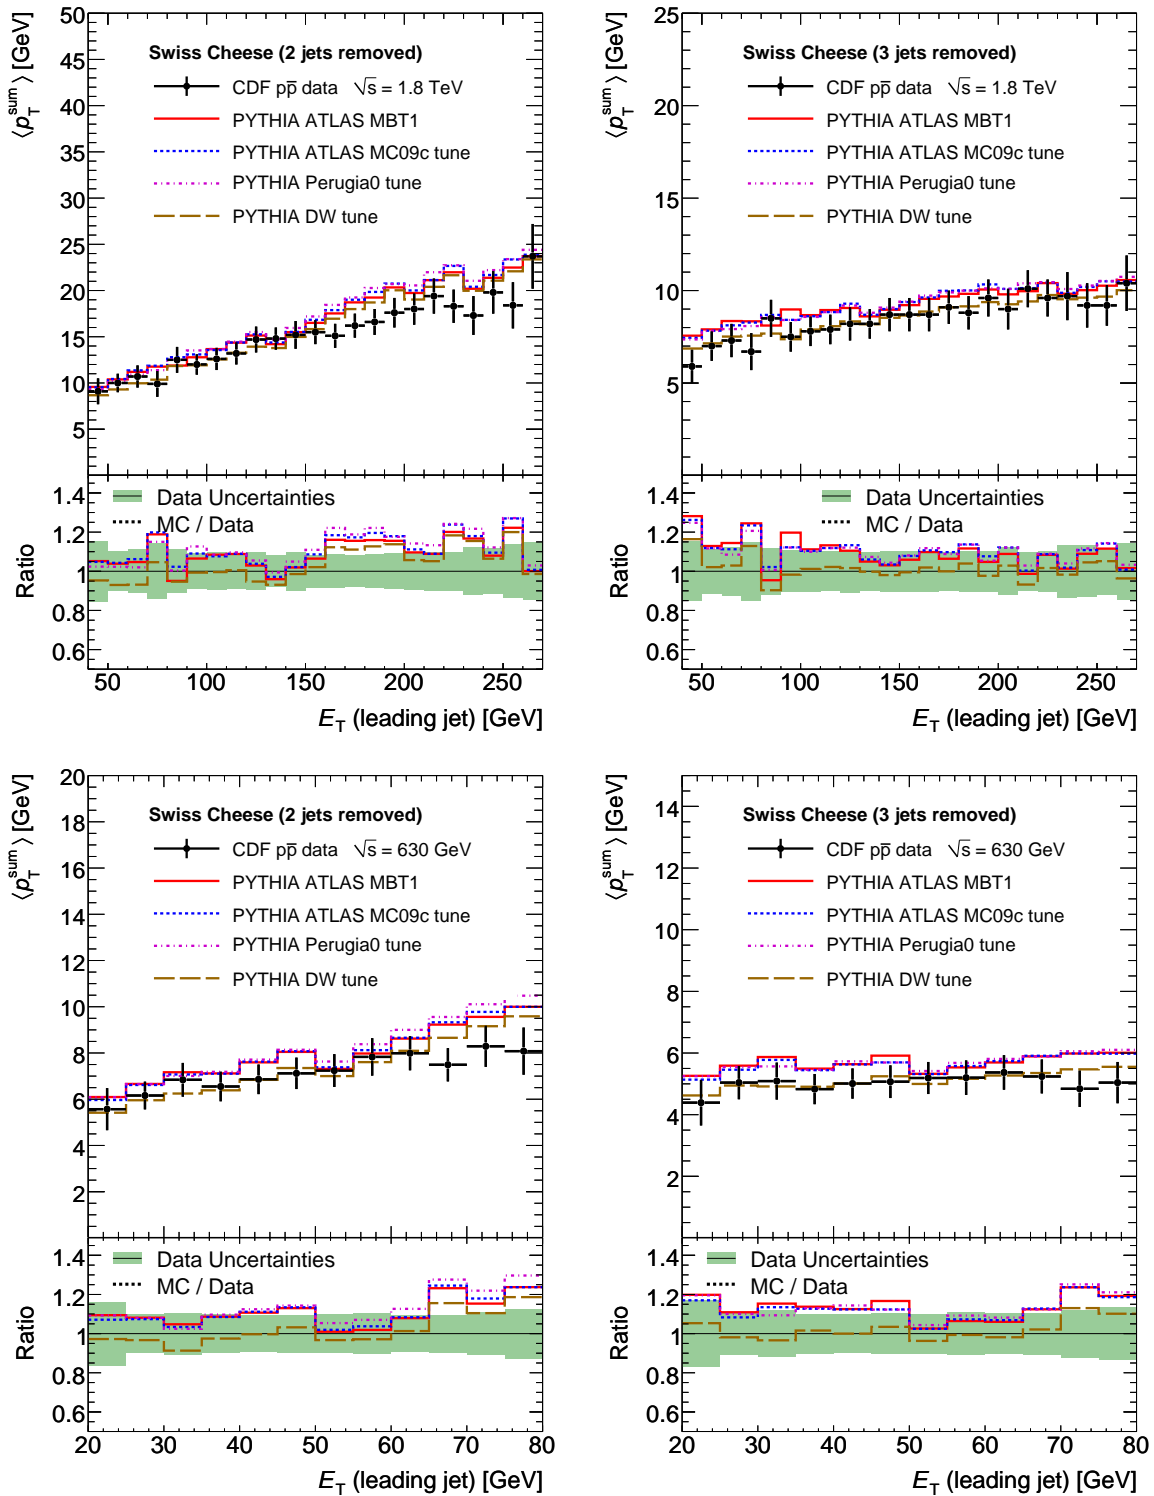 ⟨p_T^sum⟩ [GeV]
50
45
40
35
30
25
20
15
10
5
Swiss Cheese (2 jets removed)
CDF pp̄ data √s = 1.8 TeV
PYTHIA ATLAS MBT1
PYTHIA ATLAS MC09c tune
PYTHIA Perugia0 tune
PYTHIA DW tune
Ratio
1.4
1.2
1
0.8
0.6
Data Uncertainties
MC / Data
50 100 150 200 250
E_T (leading jet) [GeV]
⟨p_T^sum⟩ [GeV]
25
20
15
10
5
Swiss Cheese (3 jets removed)
CDF pp̄ data √s = 1.8 TeV
PYTHIA ATLAS MBT1
PYTHIA ATLAS MC09c tune
PYTHIA Perugia0 tune
PYTHIA DW tune
Ratio
1.4
1.2
1
0.8
0.6
Data Uncertainties
MC / Data
50 100 150 200 250
E_T (leading jet) [GeV]
⟨p_T^sum⟩ [GeV]
20
18
16
14
12
10
8
6
4
2
Swiss Cheese (2 jets removed)
CDF pp̄ data √s = 630 GeV
PYTHIA ATLAS MBT1
PYTHIA ATLAS MC09c tune
PYTHIA Perugia0 tune
PYTHIA DW tune
Ratio
1.4
1.2
1
0.8
0.6
Data Uncertainties
MC / Data
20 30 40 50 60 70 80
E_T (leading jet) [GeV]
⟨p_T^sum⟩ [GeV]
14
12
10
8
6
4
2
Swiss Cheese (3 jets removed)
CDF pp̄ data √s = 630 GeV
PYTHIA ATLAS MBT1
PYTHIA ATLAS MC09c tune
PYTHIA Perugia0 tune
PYTHIA DW tune
Ratio
1.4
1.2
1
0.8
0.6
Data Uncertainties
MC / Data
20 30 40 50 60 70 80
E_T (leading jet) [GeV]